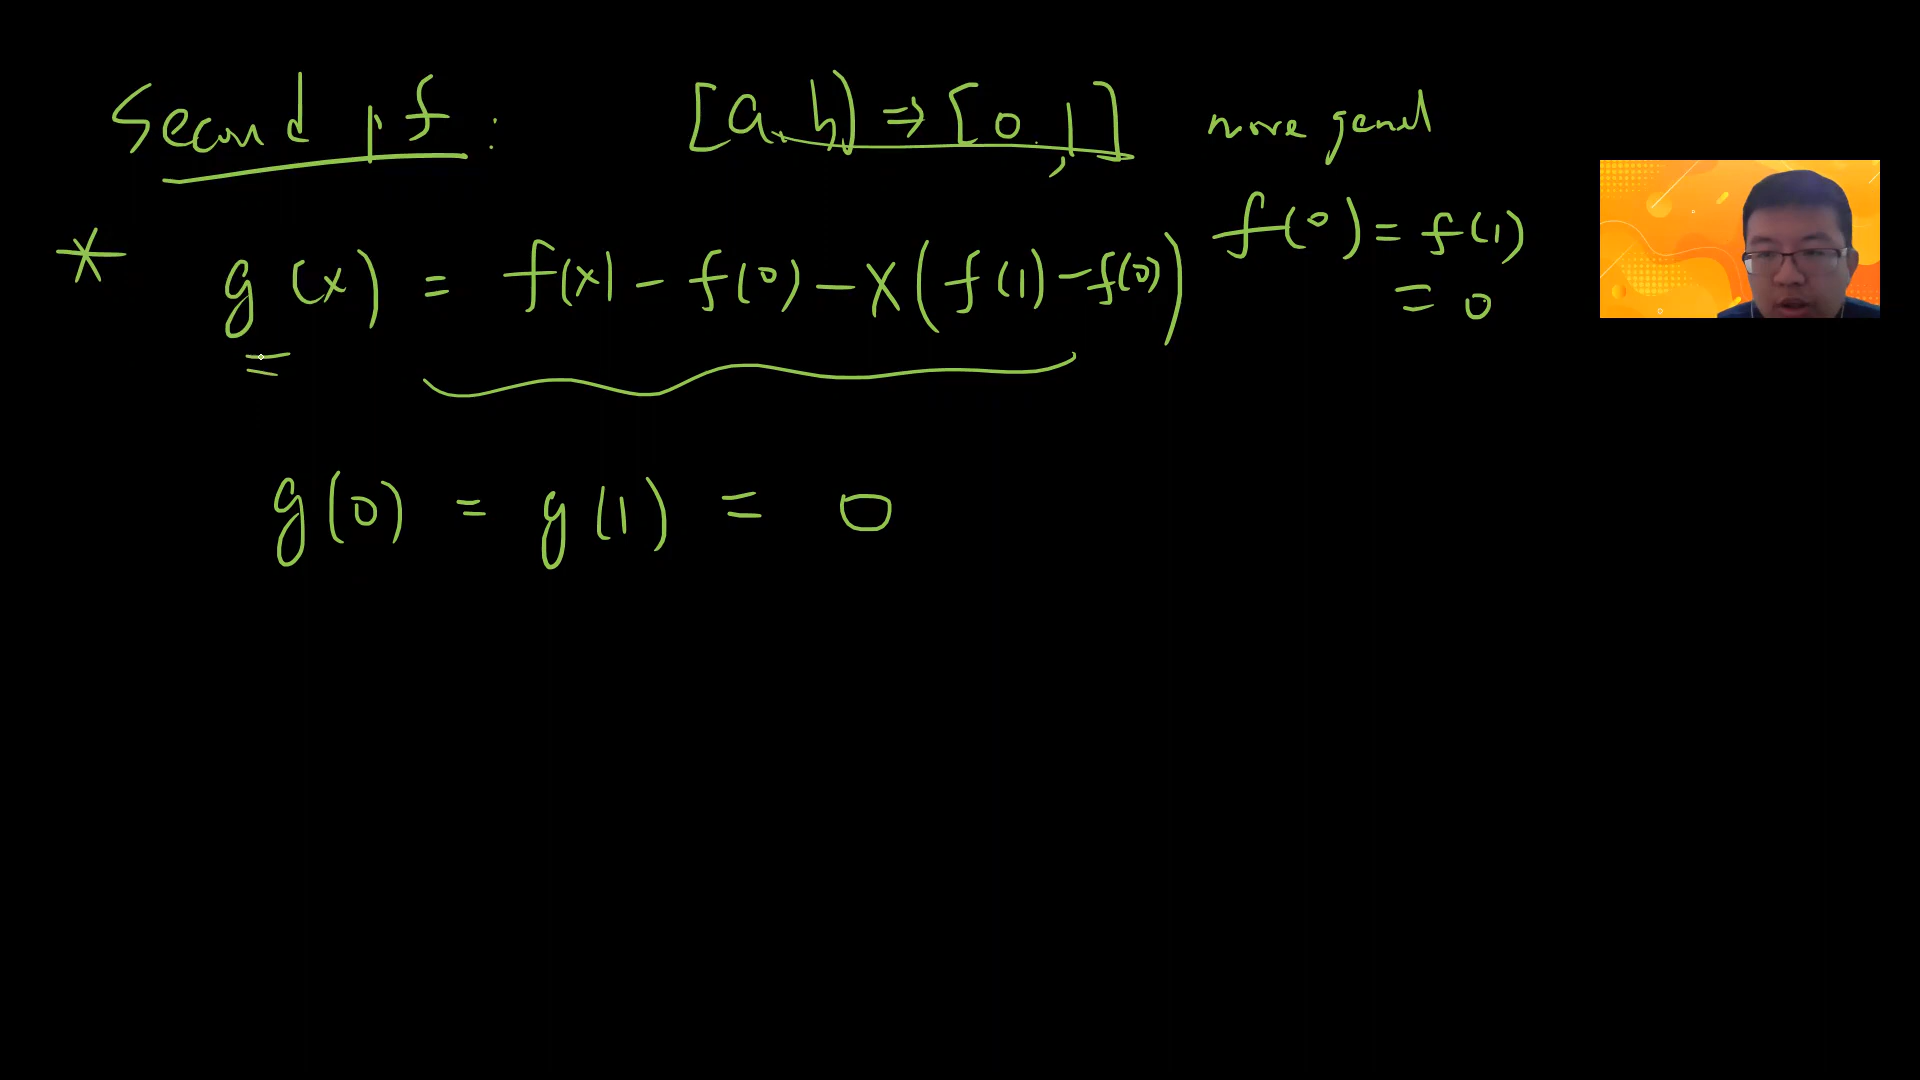 Second pf: [a, b] ⇒ [0, 1] more genel
f(0) = f(1)
* g(x) = f(x) - f(0) - x(f(1) - f(0))
= 0
g(0) = g(1) = 0